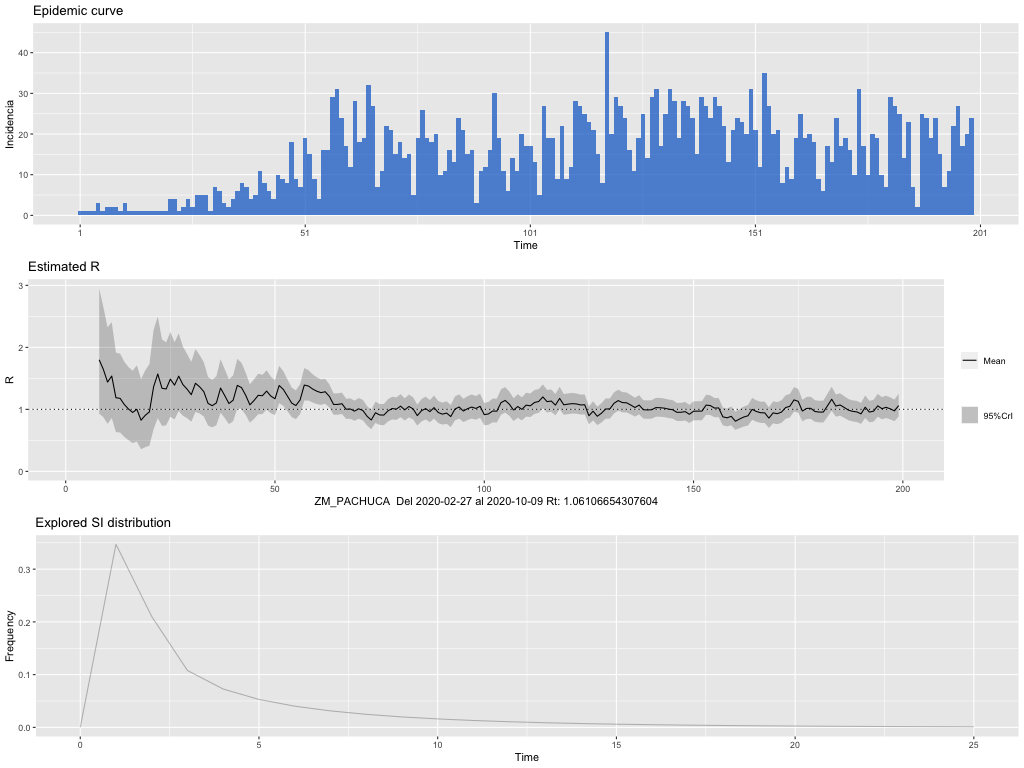 Epidemic curve
Incidencia
40
30
20
10
0
1 51 101 151 201
Time
Estimated R
R
3
2
1
0
0 50 100 150 200
Mean
95%CrI
ZM_PACHUCA Del 2020-02-27 al 2020-10-09 Rt: 1.06106654307604
Explored SI distribution
Frequency
0.3
0.2
0.1
0.0
0 5 10 15 20 25
Time